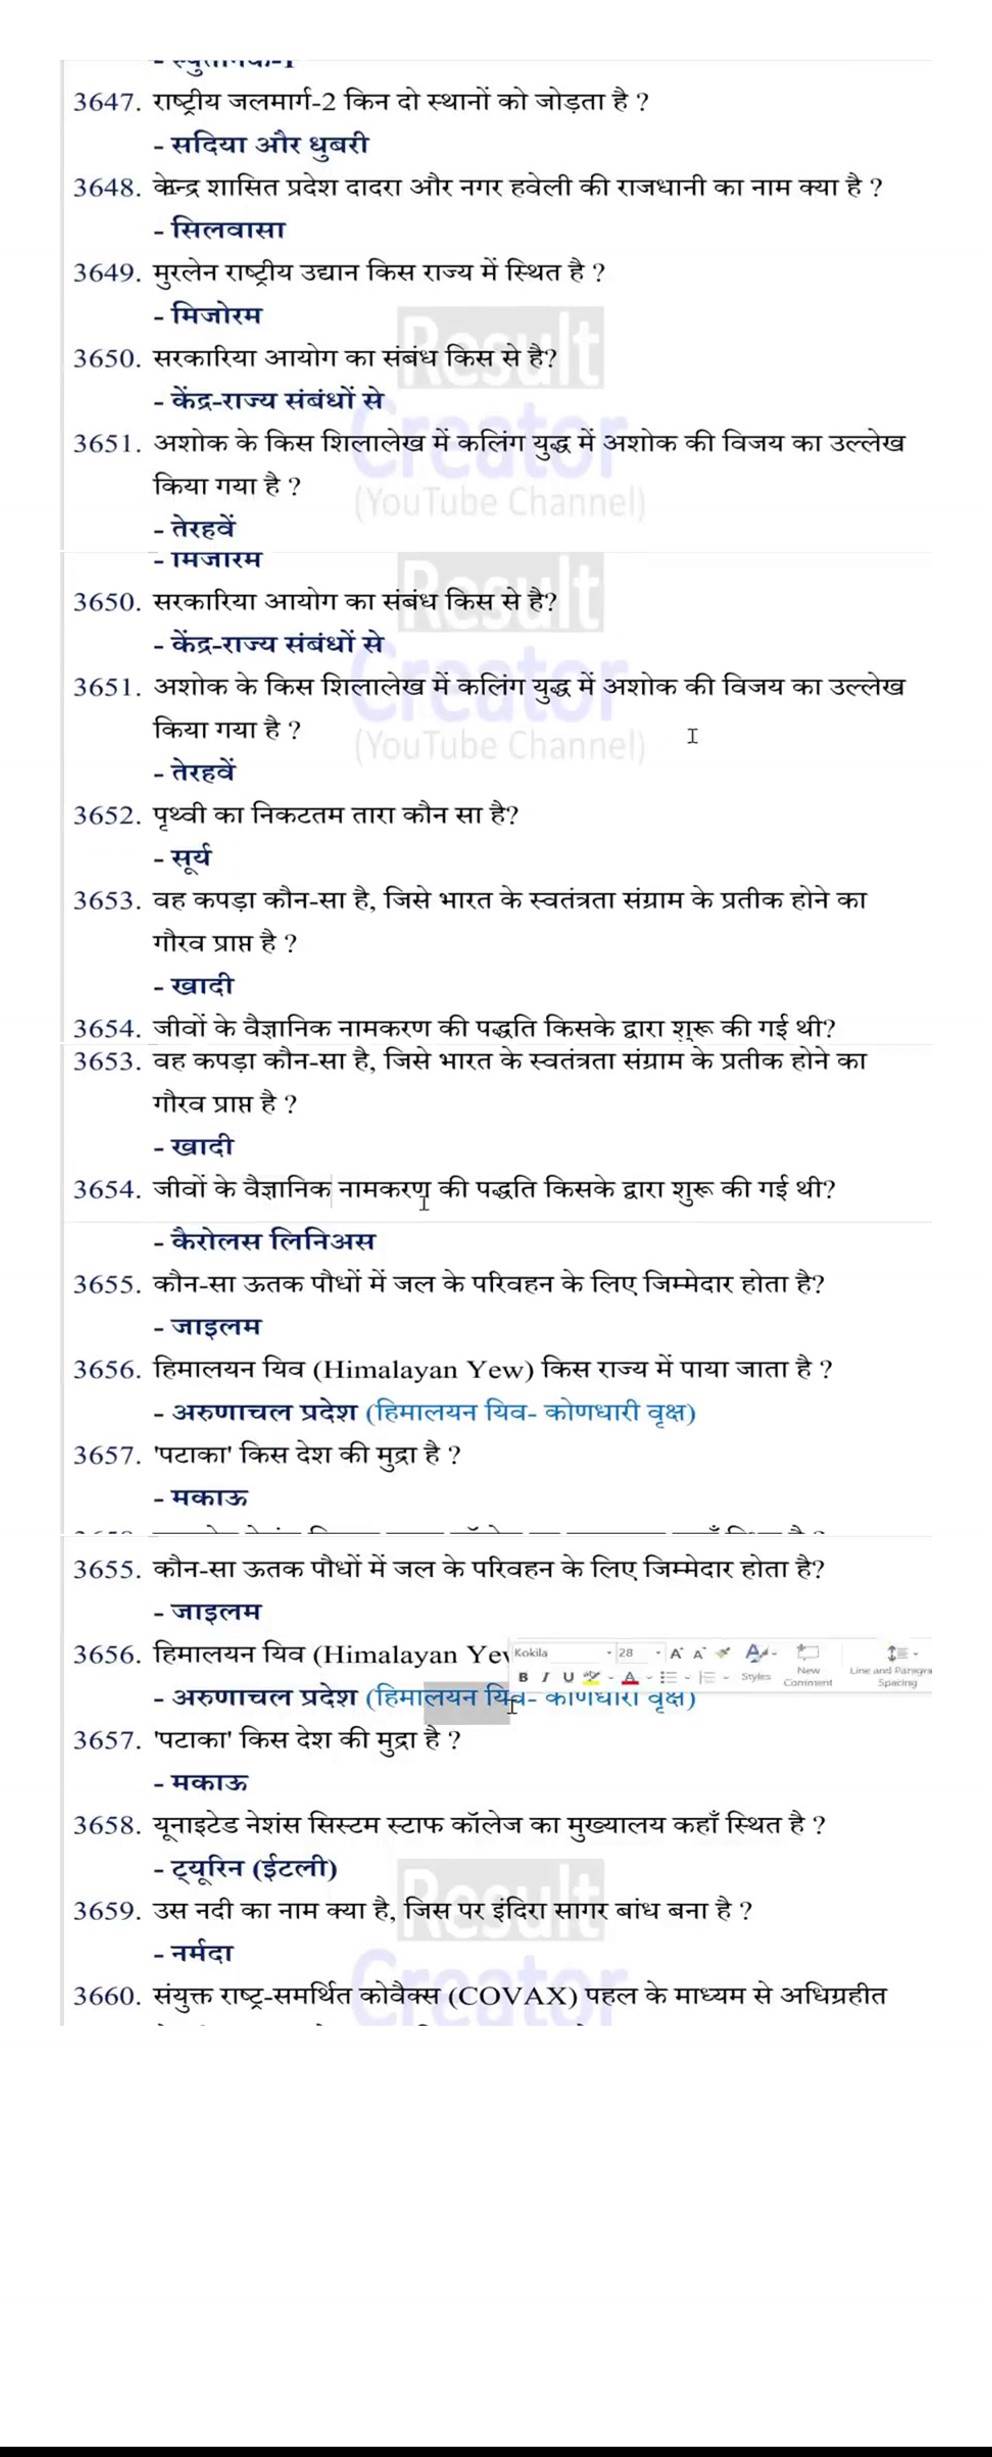 3647. राष्ट्रीय जलमार्ग-2 किन दो स्थानों को जोड़ता है ?
- सदिया और धुबरी
3648. केन्द्र शासित प्रदेश दादरा और नगर हवेली की राजधानी का नाम क्या है ?
- सिलवासा
3649. मुरलेन राष्ट्रीय उद्यान किस राज्य में स्थित है ?
- मिजोरम
Result
3650. सरकारिया आयोग का संबंध किस से है?
- केंद्र-राज्य संबंधों से
Creator
3651. अशोक के किस शिलालेख में कलिंग युद्ध में अशोक की विजय का उल्लेख
किया गया है ?
(YouTube Channel)
- तेरहवें
- मिजोरम
Result
3650. सरकारिया आयोग का संबंध किस से है?
- केंद्र-राज्य संबंधों से
Creator
3651. अशोक के किस शिलालेख में कलिंग युद्ध में अशोक की विजय का उल्लेख
किया गया है ?
(YouTube Channel)
- तेरहवें
3652. पृथ्वी का निकटतम तारा कौन सा है?
- सूर्य
3653. वह कपड़ा कौन-सा है, जिसे भारत के स्वतंत्रता संग्राम के प्रतीक होने का
गौरव प्राप्त है ?
- खादी
3654. जीवों के वैज्ञानिक नामकरण की पद्धति किसके द्वारा शुरू की गई थी?
3653. वह कपड़ा कौन-सा है, जिसे भारत के स्वतंत्रता संग्राम के प्रतीक होने का
गौरव प्राप्त है ?
- खादी
3654. जीवों के वैज्ञानिक नामकरण की पद्धति किसके द्वारा शुरू की गई थी?
- कैरोलस लिनिअस
3655. कौन-सा ऊतक पौधों में जल के परिवहन के लिए जिम्मेदार होता है?
- जाइलम
3656. हिमालयन यिव (Himalayan Yew) किस राज्य में पाया जाता है ?
- अरुणाचल प्रदेश (हिमालयन यिव- कोणधारी वृक्ष)
3657. 'पटाका' किस देश की मुद्रा है ?
- मकाऊ
3655. कौन-सा ऊतक पौधों में जल के परिवहन के लिए जिम्मेदार होता है?
- जाइलम
3656. हिमालयन यिव (Himalayan Yew
Kokila 28 A A
B I U A Styles New Comment Line and Paragra Spacing
- अरुणाचल प्रदेश (हिमालयन यिव- कोणधारी वृक्ष)
3657. 'पटाका' किस देश की मुद्रा है ?
- मकाऊ
3658. यूनाइटेड नेशंस सिस्टम स्टाफ कॉलेज का मुख्यालय कहाँ स्थित है ?
- ट्यूरिन (ईटली)
Result
3659. उस नदी का नाम क्या है, जिस पर इंदिरा सागर बांध बना है ?
- नर्मदा
Creator
3660. संयुक्त राष्ट्र-समर्थित कोवैक्स (COVAX) पहल के माध्यम से अधिग्रहीत